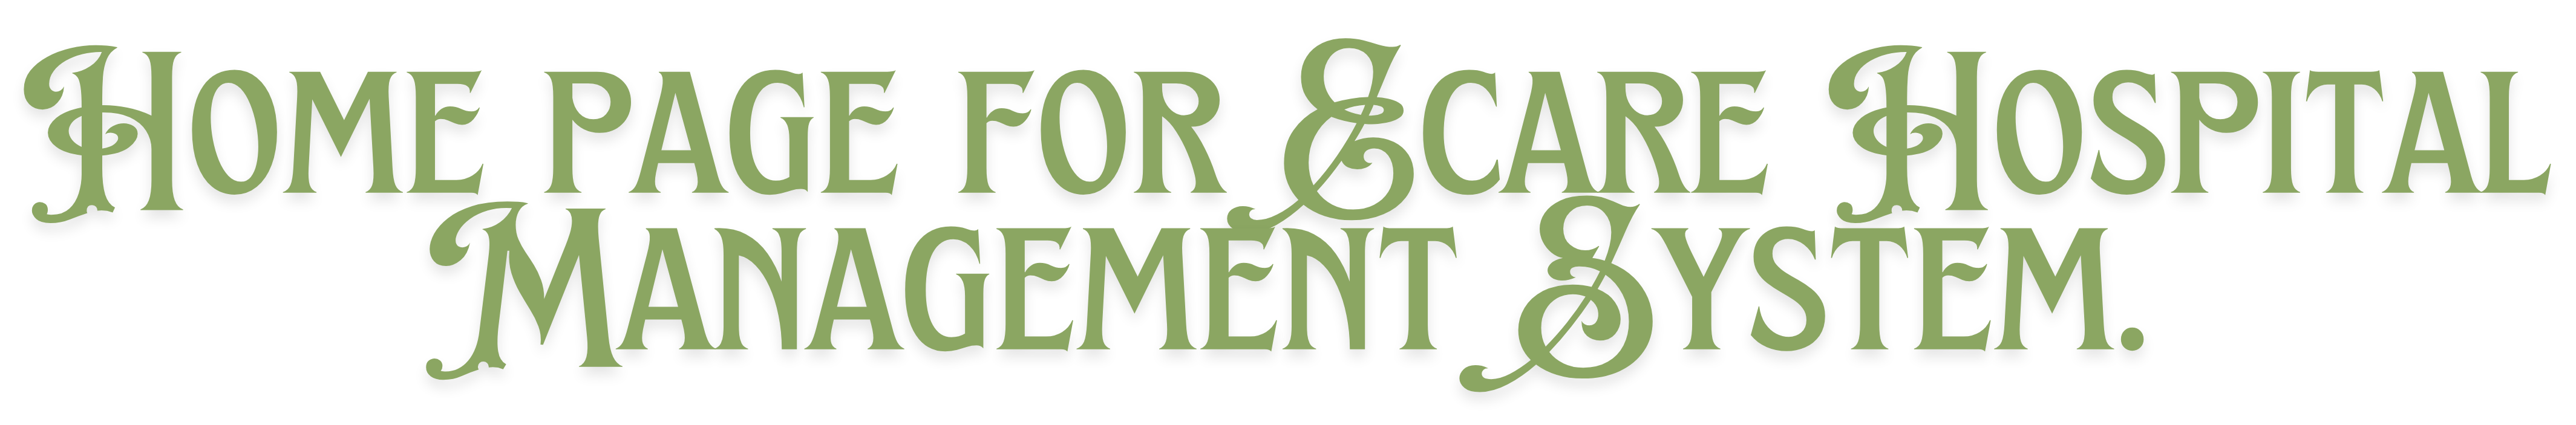 Home page for Ecare Hospital
Management System.